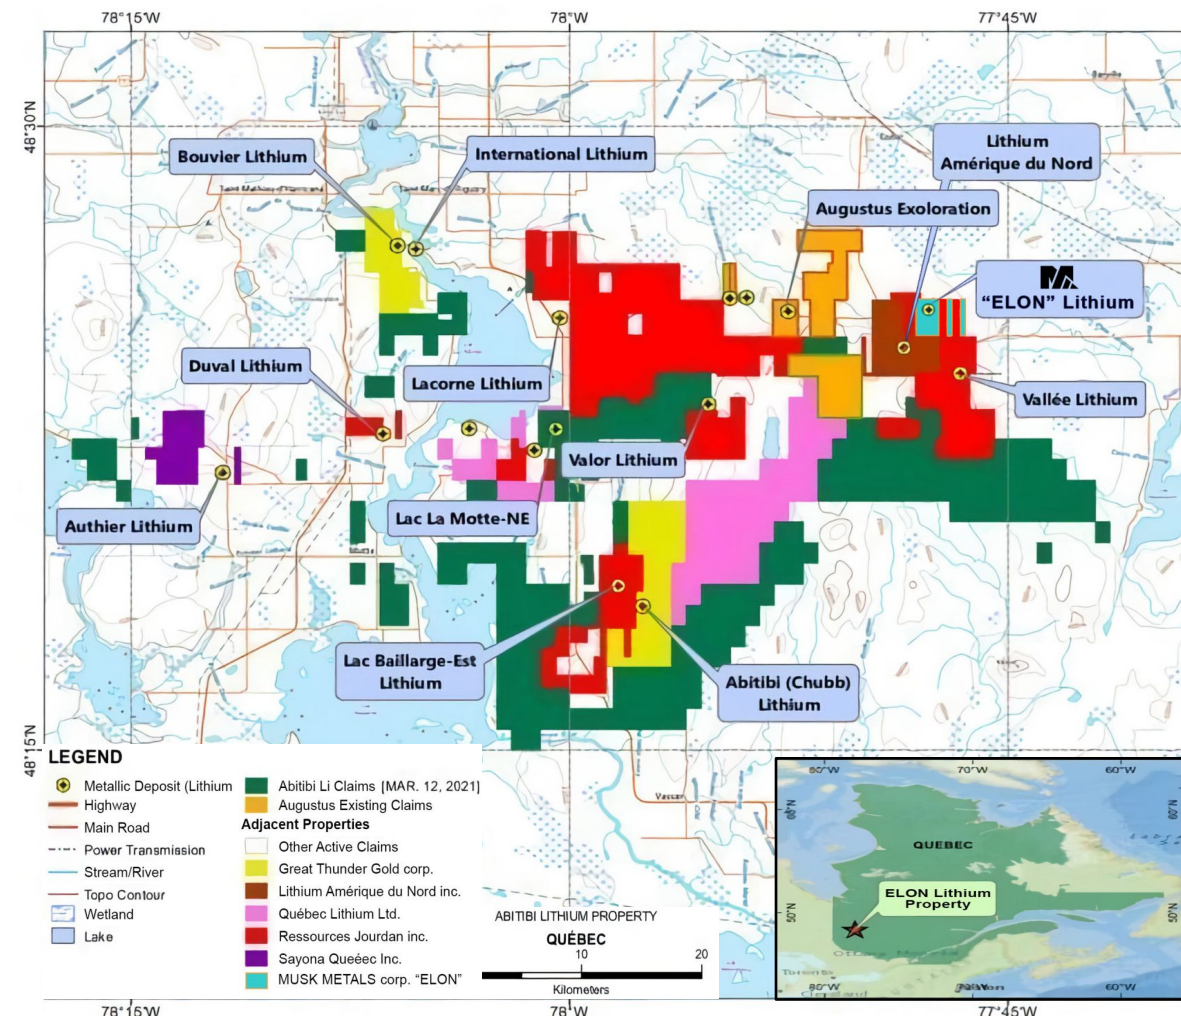 78°15'W
78°W
77°45'W
48°30'N
48°15'N
Bouvier Lithium
International Lithium
Lithium
Amérique du Nord
Augustus Exoloration
"ELON" Lithium
Duval Lithium
Lacorne Lithium
Vallée Lithium
Valor Lithium
Authier Lithium
Lac La Motte-NE
Lac Baillarge-Est
Lithium
Abitibi (Chubb)
Lithium
LEGEND
Metallic Deposit (Lithium
Highway
Main Road
Power Transmission
Stream/River
Topo Contour
Wetland
Lake
Abitibi Li Claims [MAR. 12, 2021]
Augustus Existing Claims
Adjacent Properties
Other Active Claims
Great Thunder Gold corp.
Lithium Amérique du Nord inc.
Québec Lithium Ltd.
Ressources Jourdan inc.
Sayona Queéec Inc.
MUSK METALS corp. "ELON"
ABITIBI LITHIUM PROPERTY
QUÉBEC
10
20
Kilometers
80°W
70°W
60°W
60°N
50°N
50°N
QUEBEC
ELON Lithium
Property
Toronto
80°W
60°W
78°15'W
78°W
77°45'W